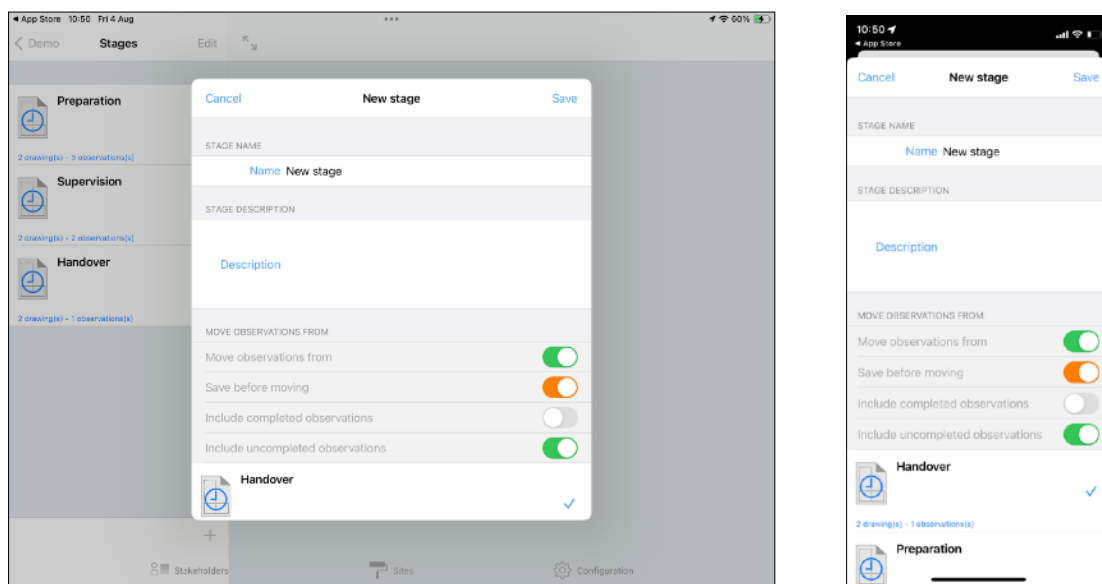 ◀ App Store 10:50 Fri 4 Aug
60%
Demo Stages Edit
Preparation
2 drawing(s) - 3 observations(s)
Supervision
2 drawing(s) - 2 observations(s)
Handover
2 drawing(s) - 1 observations(s)
Cancel New stage Save
STAGE NAME
Name New stage
STAGE DESCRIPTION
Description
MOVE OBSERVATIONS FROM
Move observations from
Save before moving
Include completed observations
Include uncompleted observations
Handover
Stakeholders Sites Configuration
10:50
◀ App Store
Cancel New stage Save
STAGE NAME
Name New stage
STAGE DESCRIPTION
Description
MOVE OBSERVATIONS FROM
Move observations from
Save before moving
Include completed observations
Include uncompleted observations
Handover
2 drawing(s) - 1 observations(s)
Preparation